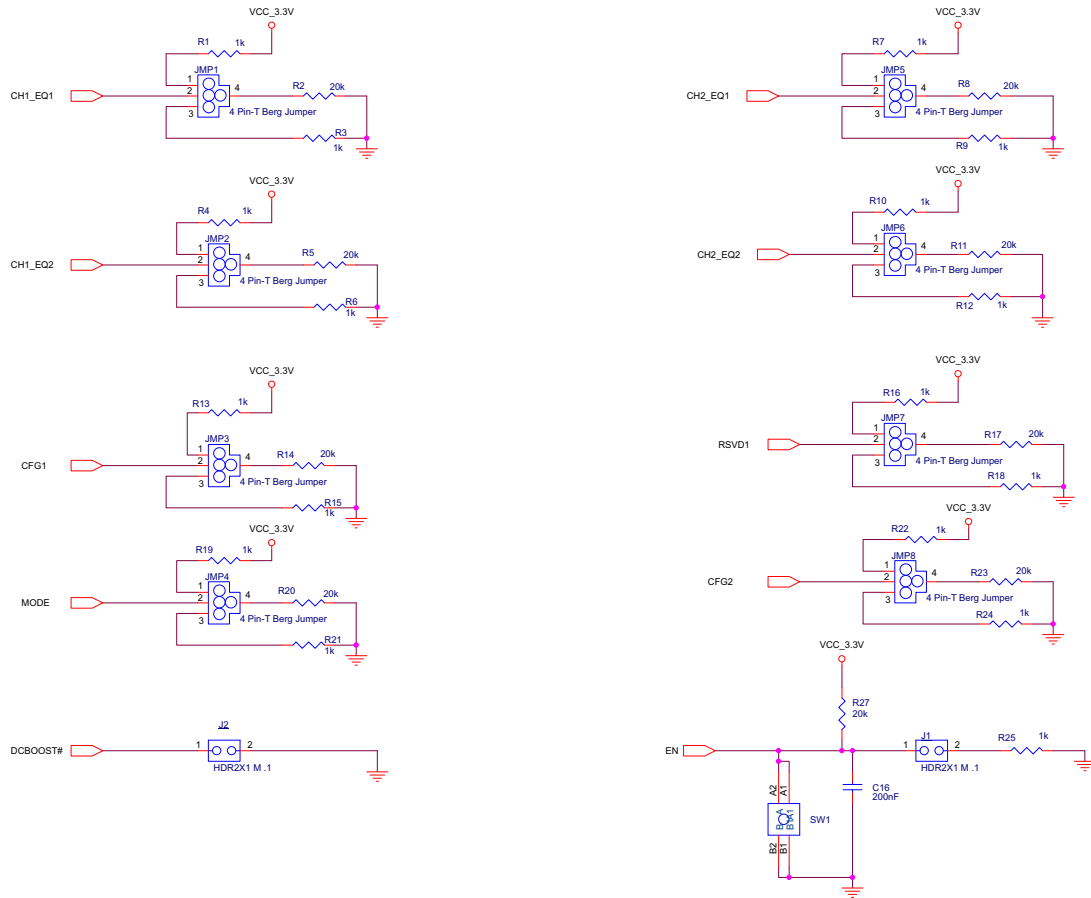 VCC_3.3V
R1 1k
JMP1
CH1_EQ1
1
2
3
4
R2 20k
4 Pin-T Berg Jumper
R3
1k
VCC_3.3V
R4 1k
JMP2
CH1_EQ2
1
2
3
4
R5 20k
4 Pin-T Berg Jumper
R6
1k
VCC_3.3V
R13 1k
JMP3
CFG1
1
2
3
4
R14 20k
4 Pin-T Berg Jumper
R15
1k
VCC_3.3V
R19 1k
JMP4
MODE
1
2
3
4
R20 20k
4 Pin-T Berg Jumper
R21
1k
DCBOOST#
J2
1 2
HDR2X1 M .1
VCC_3.3V
R7 1k
JMP5
CH2_EQ1
1
2
3
4
R8 20k
4 Pin-T Berg Jumper
R9 1k
VCC_3.3V
R10 1k
JMP6
CH2_EQ2
1
2
3
4
R11 20k
4 Pin-T Berg Jumper
R12 1k
VCC_3.3V
R16 1k
JMP7
RSVD1
1
2
3
4
R17 20k
4 Pin-T Berg Jumper
R18 1k
VCC_3.3V
R22 1k
JMP8
CFG2
1
2
3
4
R23 20k
4 Pin-T Berg Jumper
R24 1k
VCC_3.3V
R27
20k
EN
J1
1 2
HDR2X1 M .1
R25 1k
C16
200nF
A2 A1
SW1
B2 B1